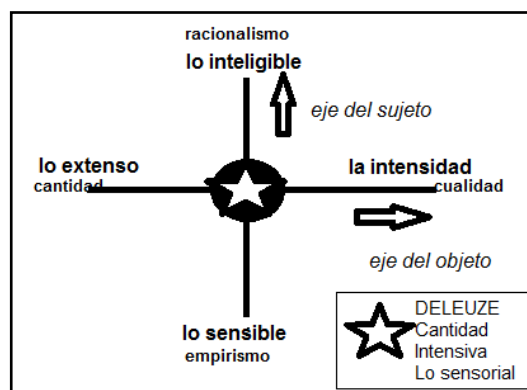 racionalismo
lo inteligible
eje del sujeto
lo extenso
cantidad
la intensidad
cualidad
eje del objeto
lo sensible
empirismo
DELEUZE
Cantidad
Intensiva
Lo sensorial